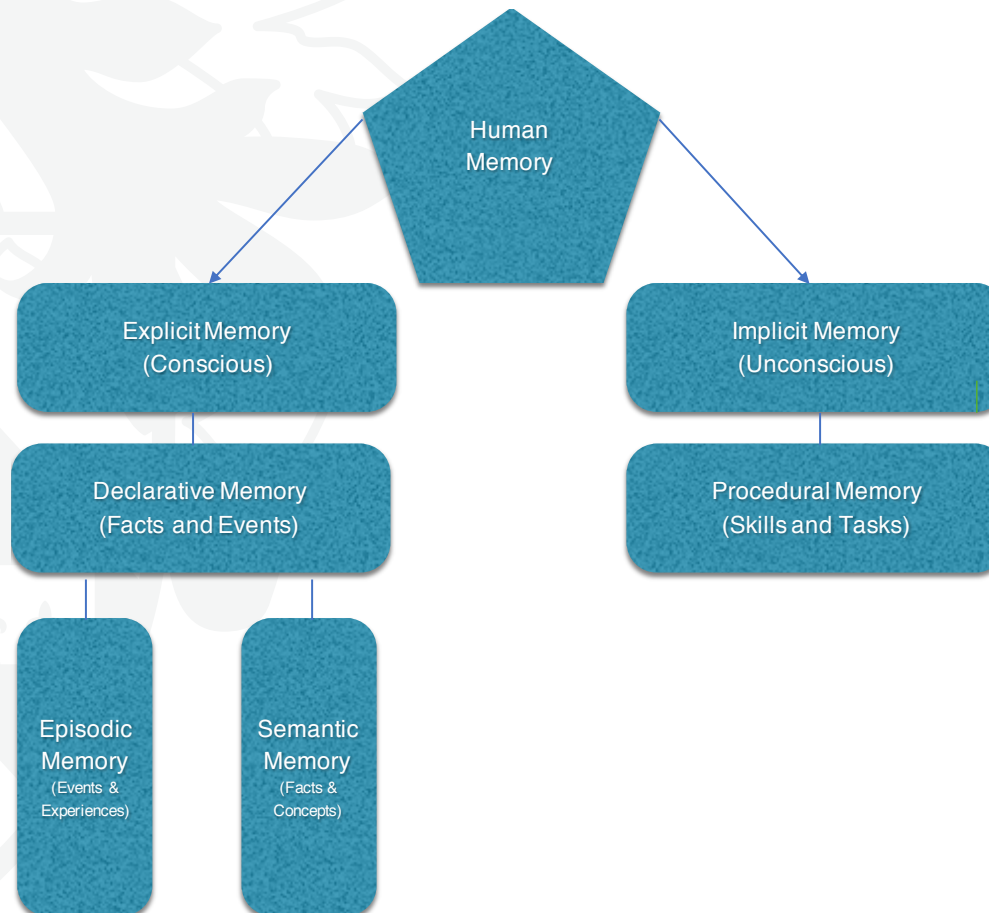 Human
Memory
Explicit Memory
(Conscious)
Implicit Memory
(Unconscious)
Declarative Memory
(Facts and Events)
Procedural Memory
(Skills and Tasks)
Episodic
Memory
(Events &
Experiences)
Semantic
Memory
(Facts &
Concepts)